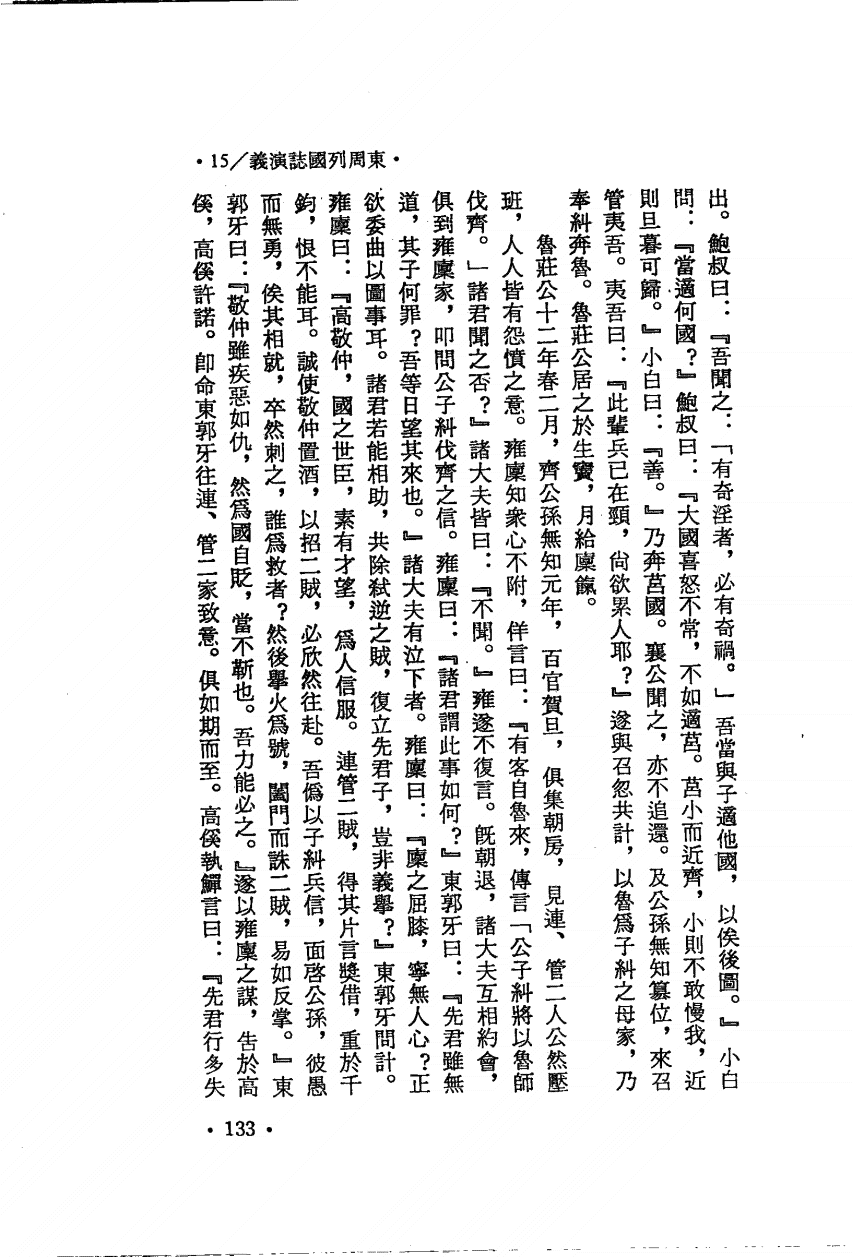 •15/義演誌國列周東•
出。鮑叔曰：『吾聞之：「有奇淫者，必有奇禍。」吾當與子適他國，以俟後圖。』小白
問：『當適何國？』鮑叔曰：『大國喜怒不常，不如適莒。莒小而近齊，小則不敢慢我，近
則旦暮可歸。』小白曰：『善。』乃奔莒國。襄公聞之，亦不追還。及公孫無知篡位，來召
管夷吾。夷吾曰：『此輩兵已在頸，尙欲累人耶？』遂與召忽共計，以魯爲子糾之母家，乃
奉糾奔魯。魯莊公居之於生竇，月給廩餼。
魯莊公十二年春二月，齊公孫無知元年，百官賀旦，俱集朝房，見連、管二人公然壓
班，人人皆有怨憤之意。雍廩知衆心不附，佯言曰：『有客自魯來，傳言「公子糾將以魯師
伐齊。」諸君聞之否？』諸大夫皆曰：『不聞。』雍遂不復言。旣朝退，諸大夫互相約會，
俱到雍廩家，叩問公子糾伐齊之信。雍廩曰：『諸君謂此事如何？』東郭牙曰：『先君雖無
道，其子何罪？吾等日望其來也。』諸大夫有泣下者。雍廩曰：『廩之屈膝，寧無人心？正
欲委曲以圖事耳。諸君若能相助，共除弑逆之賊，復立先君子，豈非義擧？』東郭牙問計。
雍廩曰：『高敬仲，國之世臣，素有才望，爲人信服。連管二賊，得其片言獎借，重於千
鈞，恨不能耳。誠使敬仲置酒，以招二賊，必欣然往赴。吾僞以子糾兵信，面啓公孫，彼愚
而無勇，俟其相就，卒然刺之，誰爲救者？然後擧火爲號，闔門而誅二賊，易如反掌。』東
郭牙曰：『敬仲雖疾惡如仇，然爲國自貶，當不靳也。吾力能必之。』遂以雍廩之謀，告於高
傒，高傒許諾。卽命東郭牙往連、管二家致意。俱如期而至。高傒執觶言曰：『先君行多失
•133•